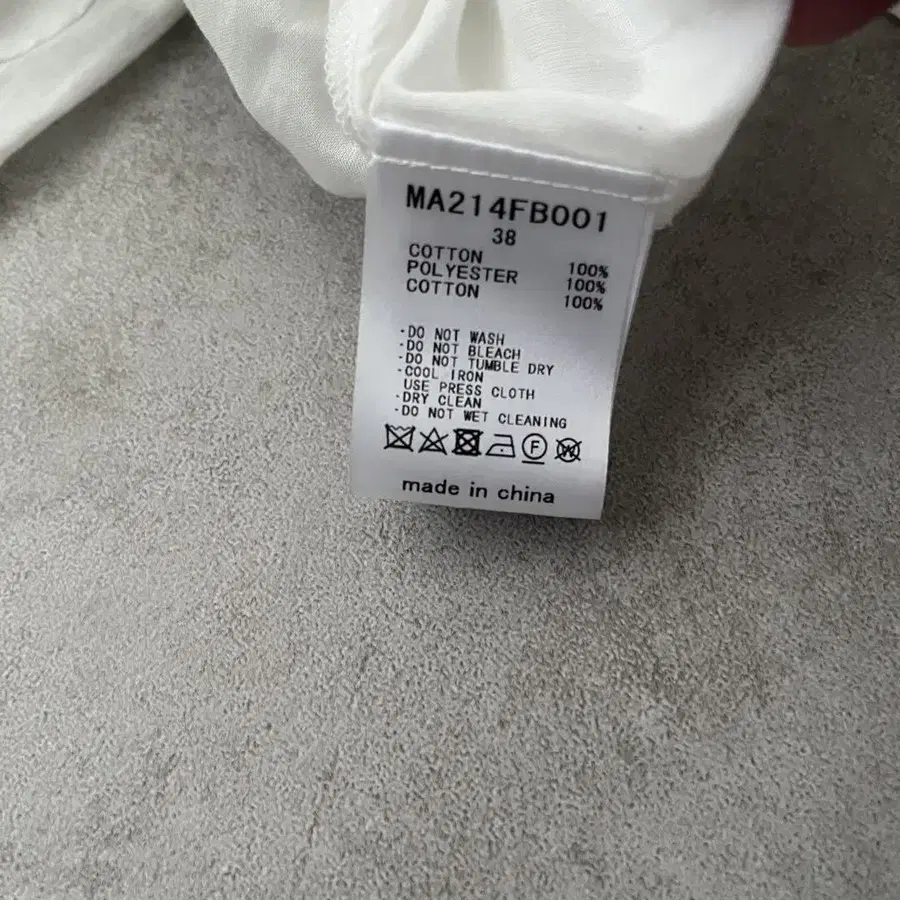 MA214FB001
38
COTTON 100%
POLYESTER 100%
COTTON 100%
·DO NOT WASH
·DO NOT BLEACH
·DO NOT TUMBLE DRY
·COOL IRON
USE PRESS CLOTH
·DRY CLEAN
·DO NOT WET CLEANING
F W
made in china